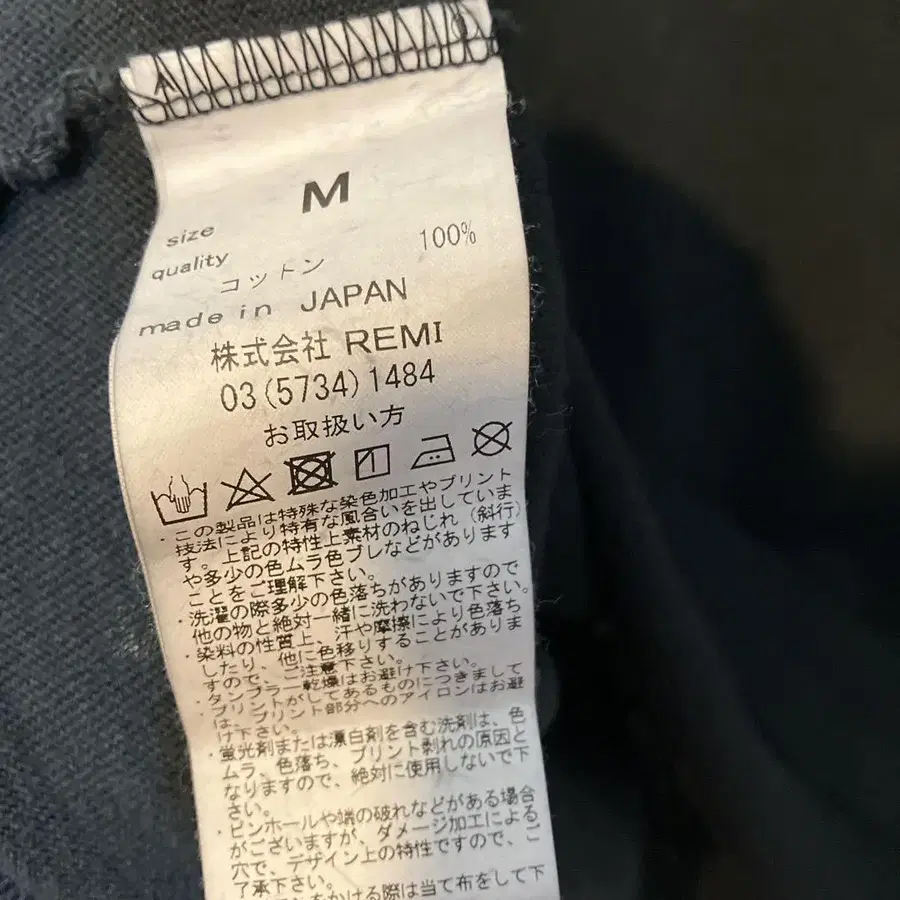 M
size
quality
コットン 100%
made in JAPAN
株式会社 REMI
03(5734)1484
お取扱い方
・この製品は特殊な染色加工やプリント
技法により特有な風合いを出していま
す。上記の特性上素材のねじれ（斜行）
や多少の色ムラ色ブレなどがあります
ことをご理解下さい。
・洗濯の際多少の色落ちがありますので
他の物と絶対一緒に洗わないで下さい。
・染料の性質上、汗や摩擦により色落ち
したり、他に色移りすることがありま
すので、ご注意下さい。
・タンブラー乾燥はお避け下さい。
・プリントがしてあるものにつきまして
は、プリント部分へのアイロンはお避
け下さい。
・蛍光剤または漂白剤を含む洗剤は、色
ムラ、色落ち、プリント剥れの原因と
なりますので、絶対に使用しないで下
さい。
・ピンホールや端の破れなどがある場合
がございますが、ダメージ加工による
穴で、デザイン上の特性ですので、ご
了承下さい。
をかける際は当て布をして下